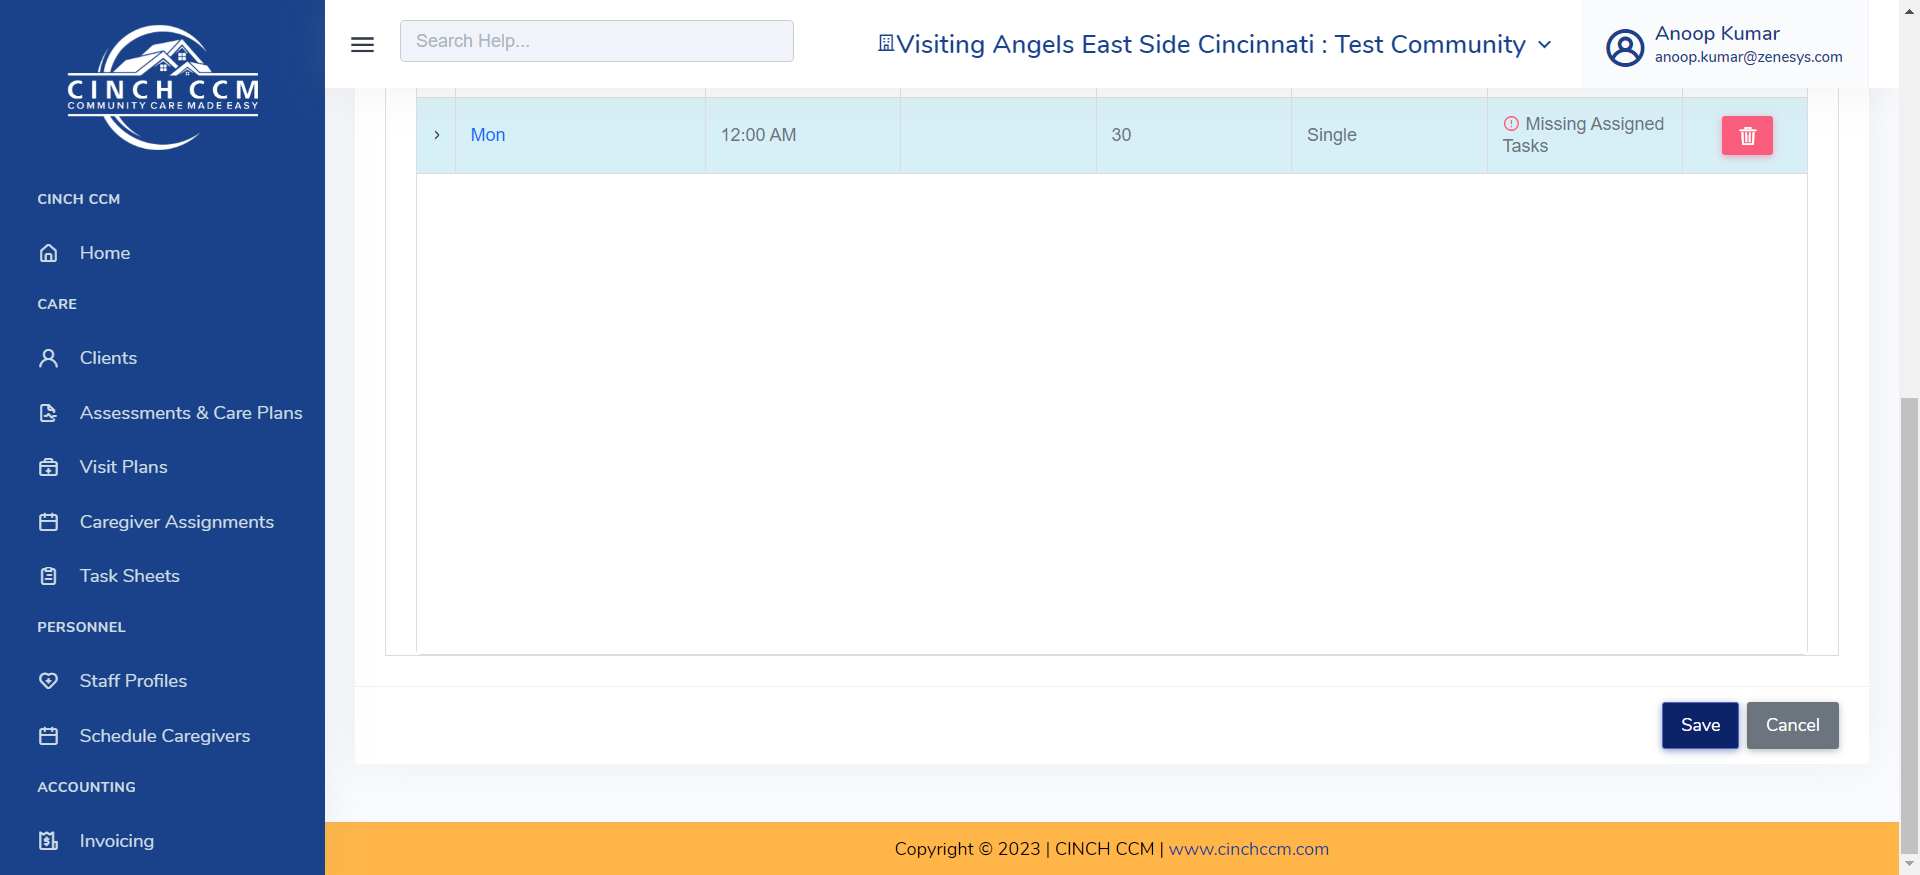 CINCH CCM
COMMUNITY CARE MADE EASY
CINCH CCM
Home
CARE
Clients
Assessments & Care Plans
Visit Plans
Caregiver Assignments
Task Sheets
PERSONNEL
Staff Profiles
Schedule Caregivers
ACCOUNTING
Invoicing
Search Help...
Visiting Angels East Side Cincinnati : Test Community
Anoop Kumar
anoop.kumar@zenesys.com
Mon 12:00 AM 30 Single Missing Assigned
Tasks
Save Cancel
Copyright © 2023 | CINCH CCM | www.cinchccm.com